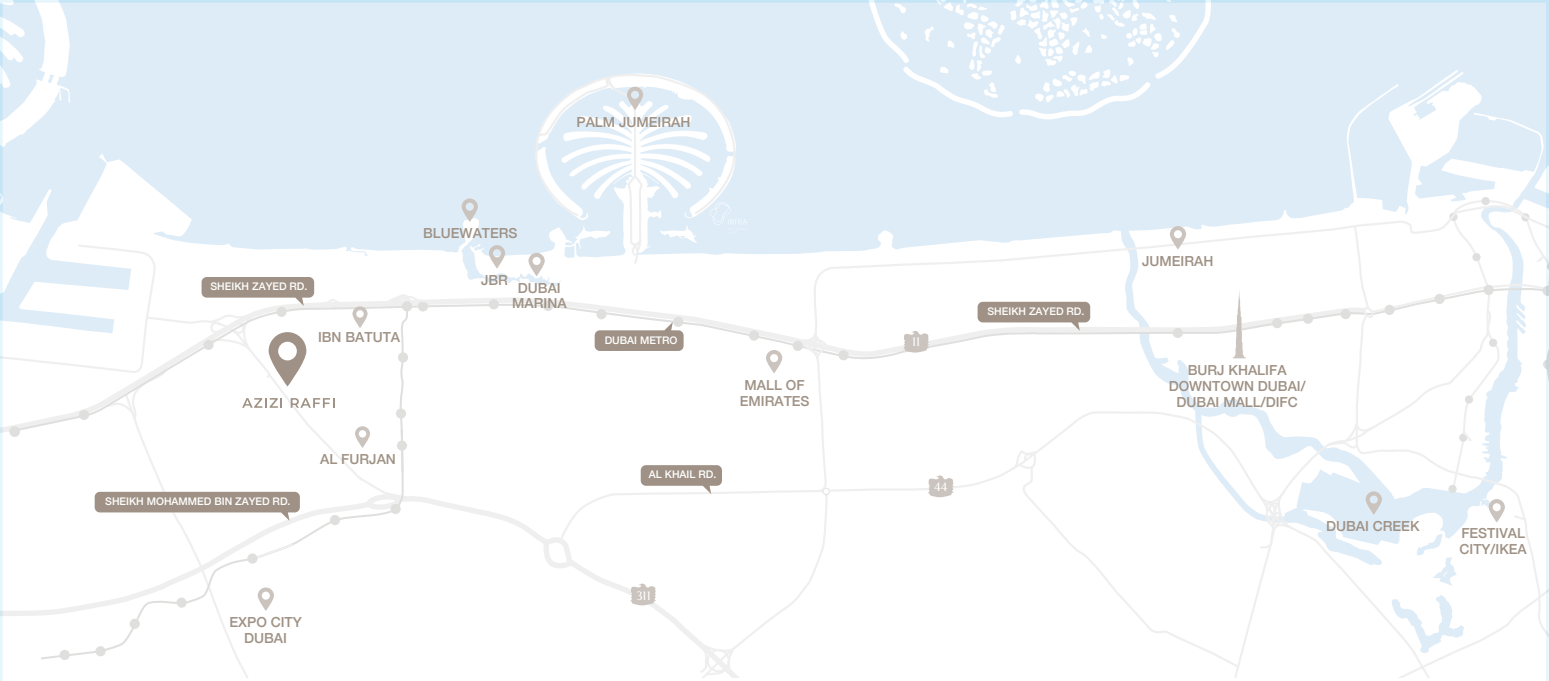 PALM JUMEIRAH
BLUEWATERS
JBR
DUBAI
MARINA
JUMEIRAH
SHEIKH ZAYED RD.
IBN BATUTA
AZIZI RAFFI
DUBAI METRO
MALL OF
EMIRATES
11
SHEIKH ZAYED RD.
BURJ KHALIFA
DOWNTOWN DUBAI/
DUBAI MALL/DIFC
AL FURJAN
AL KHAIL RD.
44
SHEIKH MOHAMMED BIN ZAYED RD.
DUBAI CREEK
FESTIVAL
CITY/IKEA
311
EXPO CITY
DUBAI